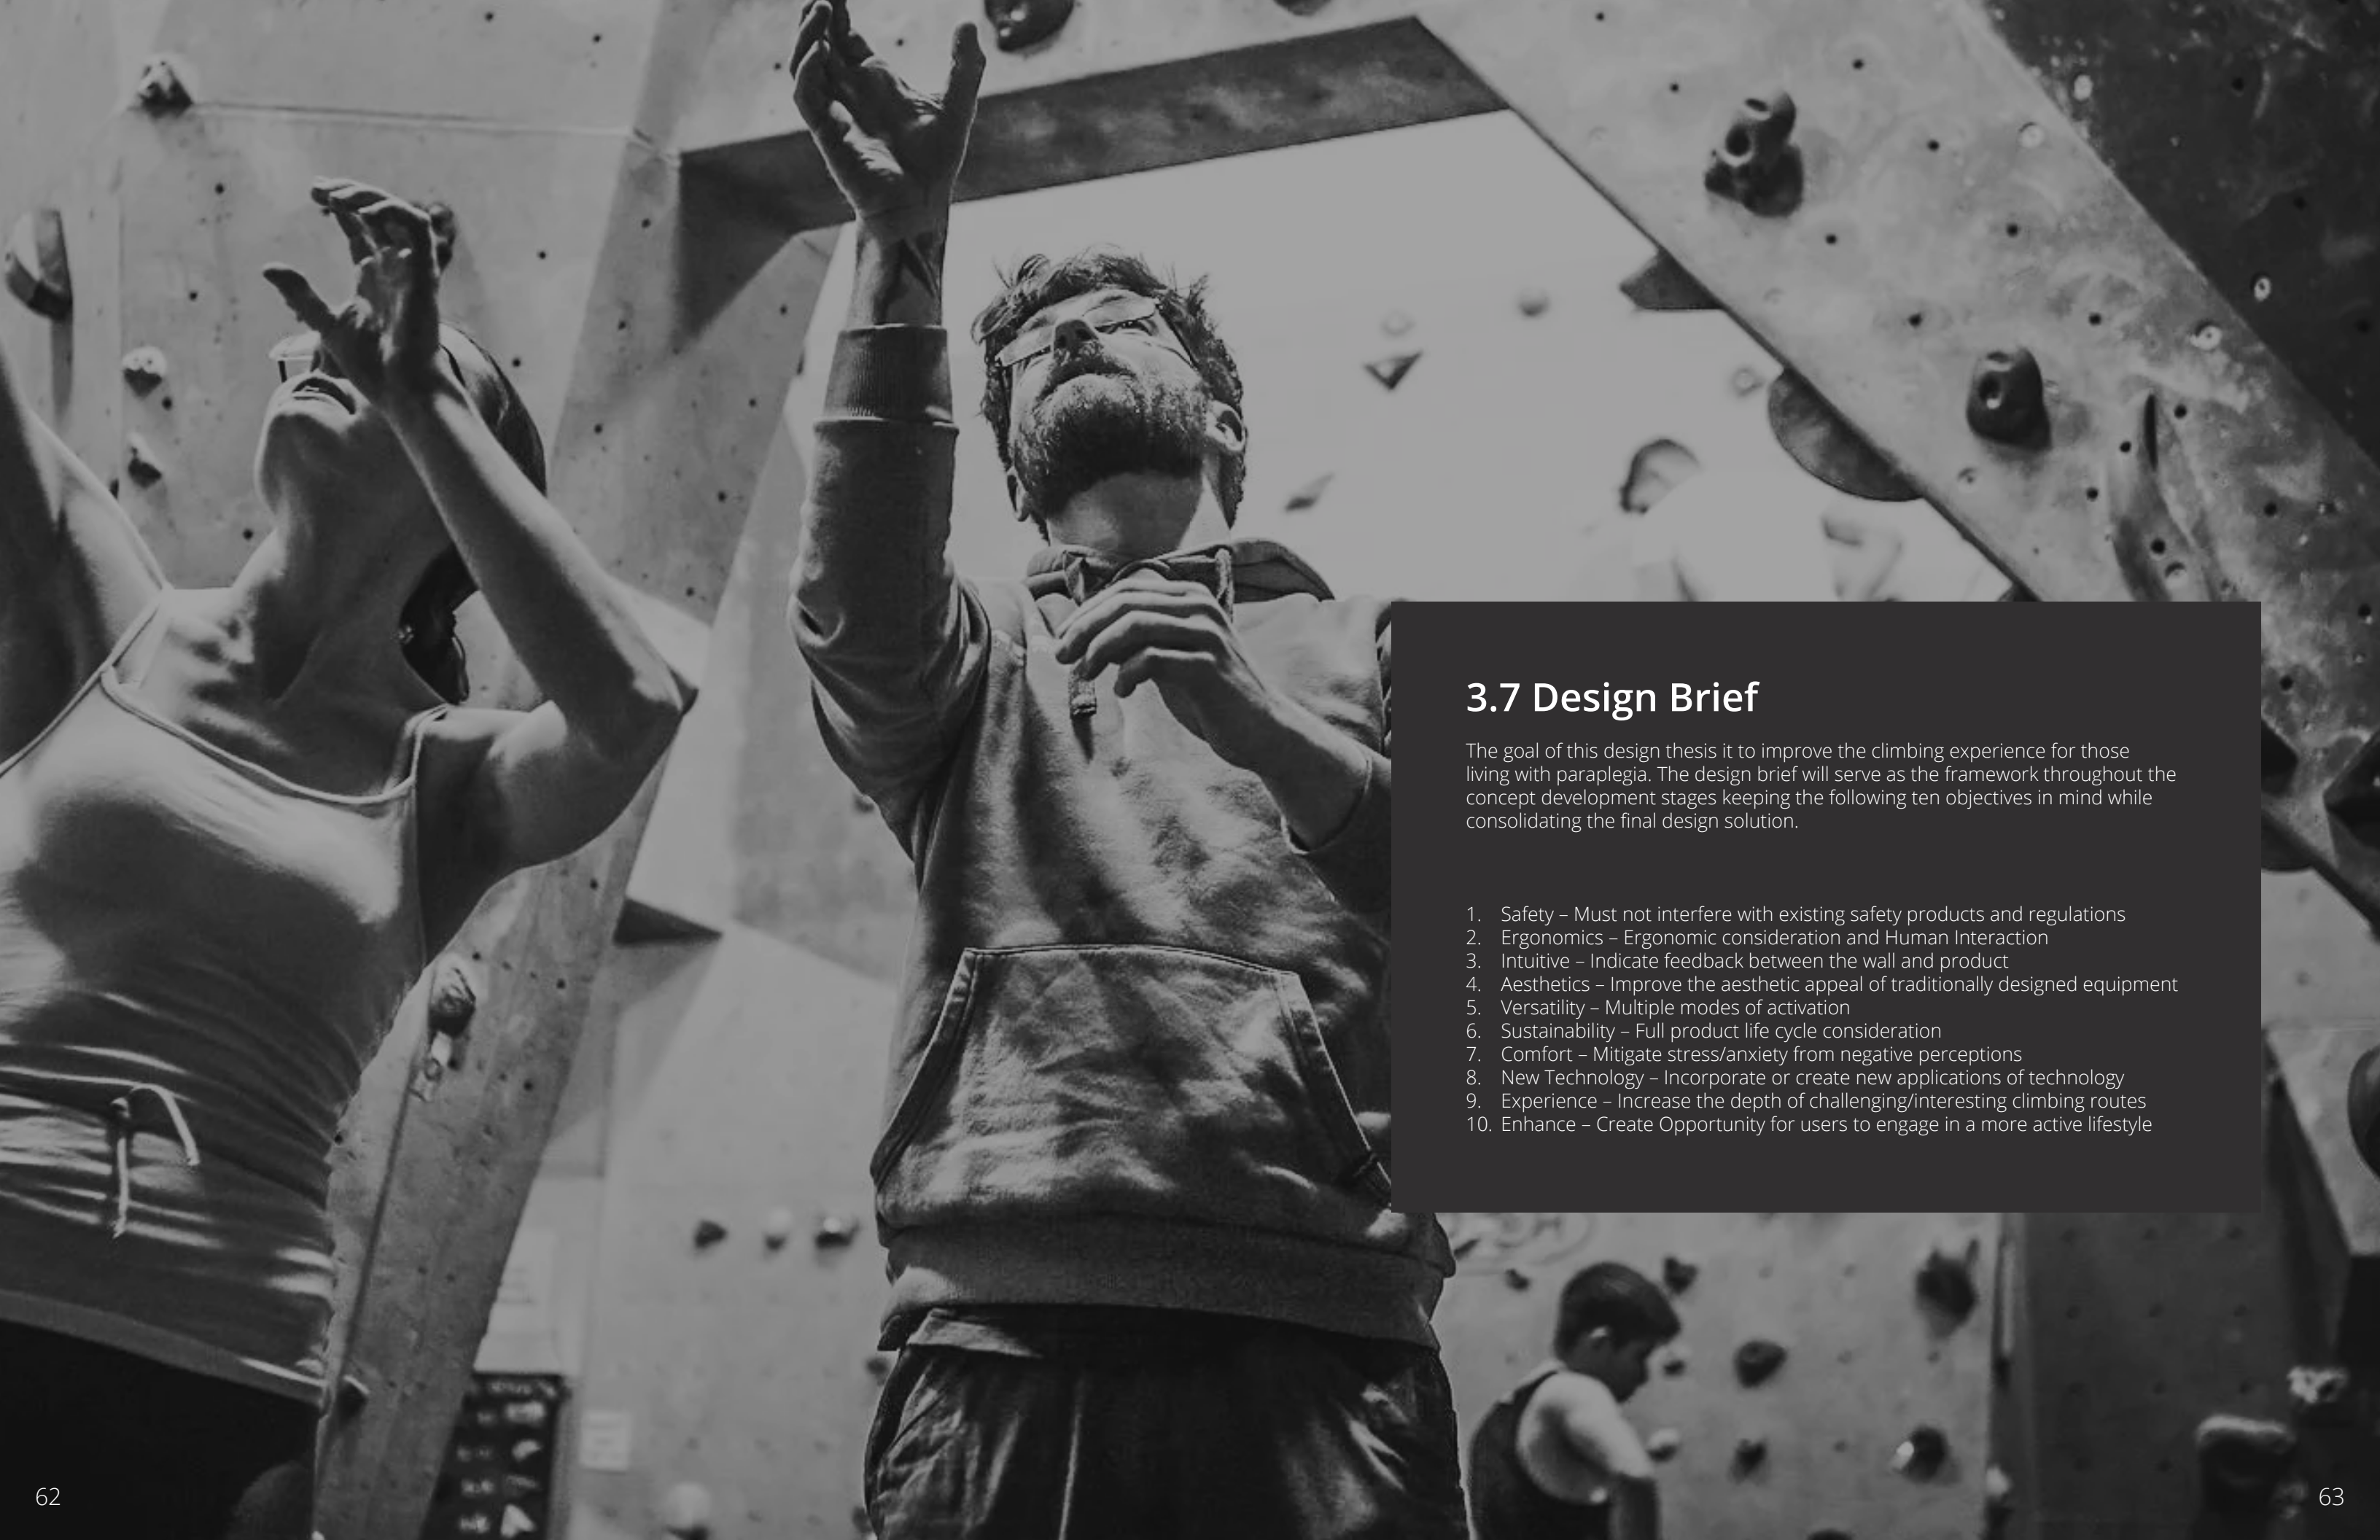 3.7 Design Brief
The goal of this design thesis it to improve the climbing experience for those
living with paraplegia. The design brief will serve as the framework throughout the
concept development stages keeping the following ten objectives in mind while
consolidating the final design solution.
1. Safety – Must not interfere with existing safety products and regulations
2. Ergonomics – Ergonomic consideration and Human Interaction
3. Intuitive – Indicate feedback between the wall and product
4. Aesthetics – Improve the aesthetic appeal of traditionally designed equipment
5. Versatility – Multiple modes of activation
6. Sustainability – Full product life cycle consideration
7. Comfort – Mitigate stress/anxiety from negative perceptions
8. New Technology – Incorporate or create new applications of technology
9. Experience – Increase the depth of challenging/interesting climbing routes
10. Enhance – Create Opportunity for users to engage in a more active lifestyle
62
63